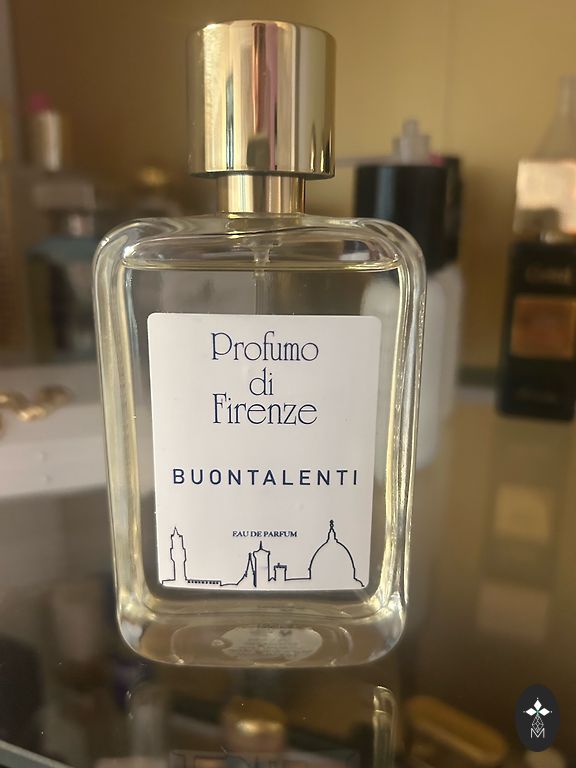 Profumo
di
Firenze
BUONTALENTI
EAU DE PARFUM